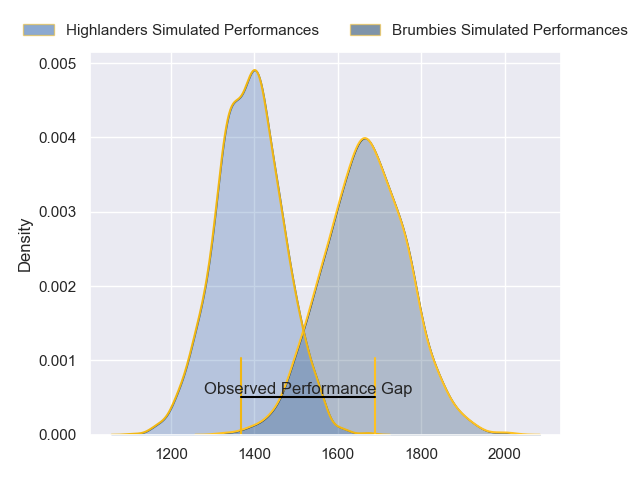 Highlanders Simulated Performances Brumbies Simulated Performances
0.005
0.004
0.003
0.002
0.001
0.000
Density
Observed Performance Gap
1200 1400 1600 1800 2000